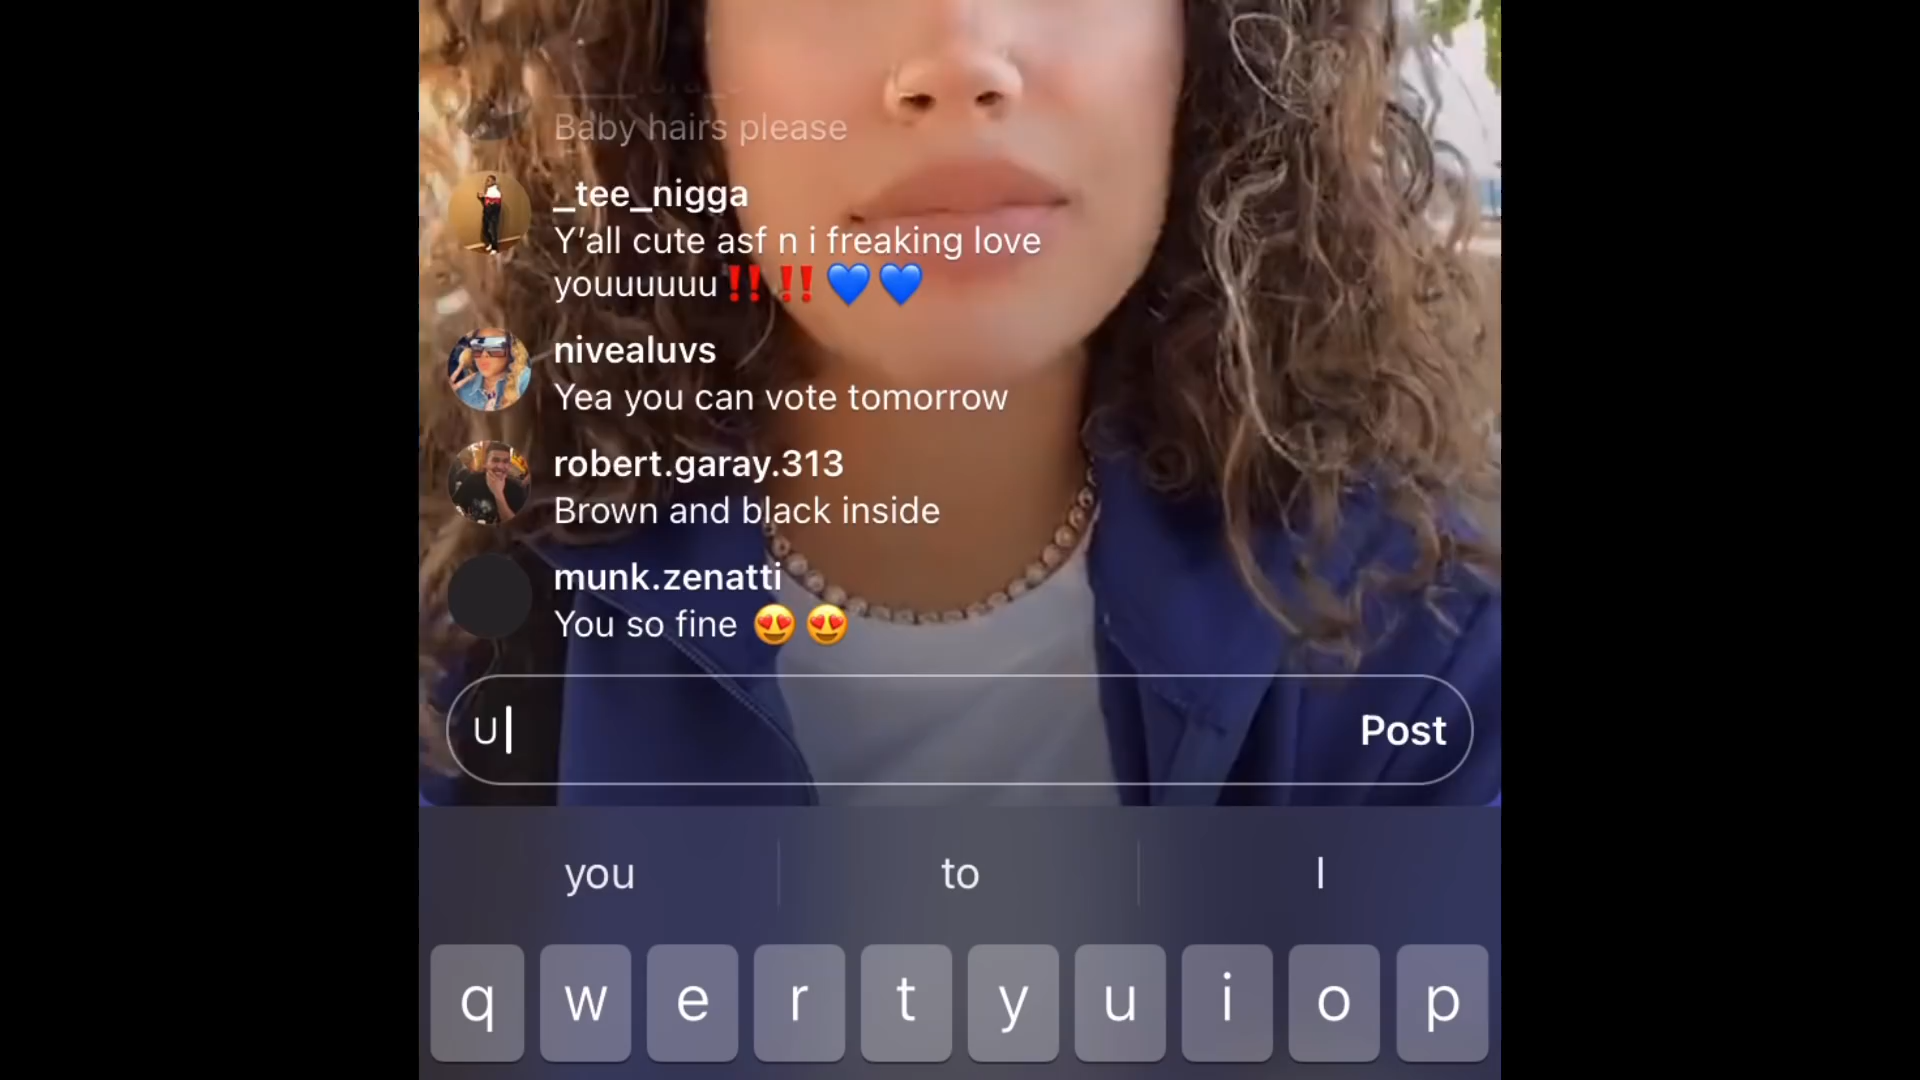 Baby hairs please
_tee_nigga
Y’all cute asf n i freaking love
youuuuuu‼️‼️💙💙
nivealuvs
Yea you can vote tomorrow
robert.garay.313
Brown and black inside
munk.zenatti
You so fine 😍😍
U
Post
you to I
q w e r t y u i o p